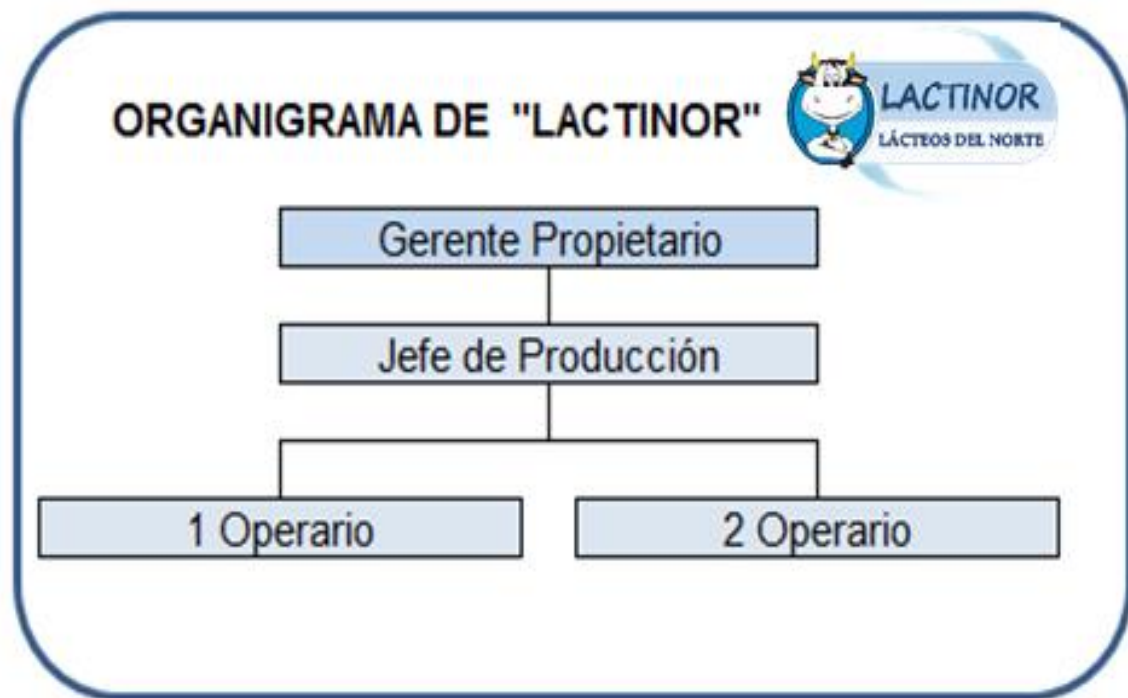 ORGANIGRAMA DE "LACTINOR"
LACTINOR
LÁCTEOS DEL NORTE
Gerente Propietario
Jefe de Producción
1 Operario
2 Operario